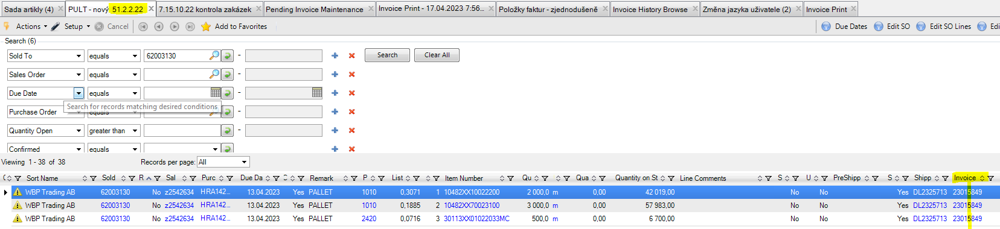 Sada artikly (4) PULT - nový 51.2.2.22 7.15.10.22 kontrola zakázek Pending Invoice Maintenance Invoice Print - 17.04.2023 7:56... Položky faktur - zjednodušeně Invoice History Browse Změna jazyka uživatele (2) Invoice Print
Actions Setup Cancel Add to Favorites Due Dates Edit SO Edit SO Lines Edi
Search (6)
Sold To equals 62003130 - Search Clear All
Sales Order equals -
Due Date equals -
Search for records matching desired conditions
Purchase Order -
Quantity Open greater than -
Confirmed equals
Viewing 1 - 38 of 38 Records per page: All
Sort Name Sold R Sal Purc Due Da C Remark P List Item Number Qu Qua Quantity on St Line Comments S U PreShipp S Shipp Invoice
WBP Trading AB 62003130 No z2542634 HRA142... 13.04.2023 Yes PALLET 1010 0,3071 1 10482XX10022200 2 000,0 m 0,00 42 019,00 No No Yes DL2325713 23015849
WBP Trading AB 62003130 No z2542634 HRA142... 13.04.2023 Yes PALLET 1010 0,1885 2 10482XX70023100 3 000,0 m 0,00 57 983,00 No No Yes DL2325713 23015849
WBP Trading AB 62003130 No z2542634 HRA142... 13.04.2023 Yes PALLET 2420 0,0716 3 30113XX01022033MC 500,0 m 0,00 6 700,00 No No Yes DL2325713 23015849